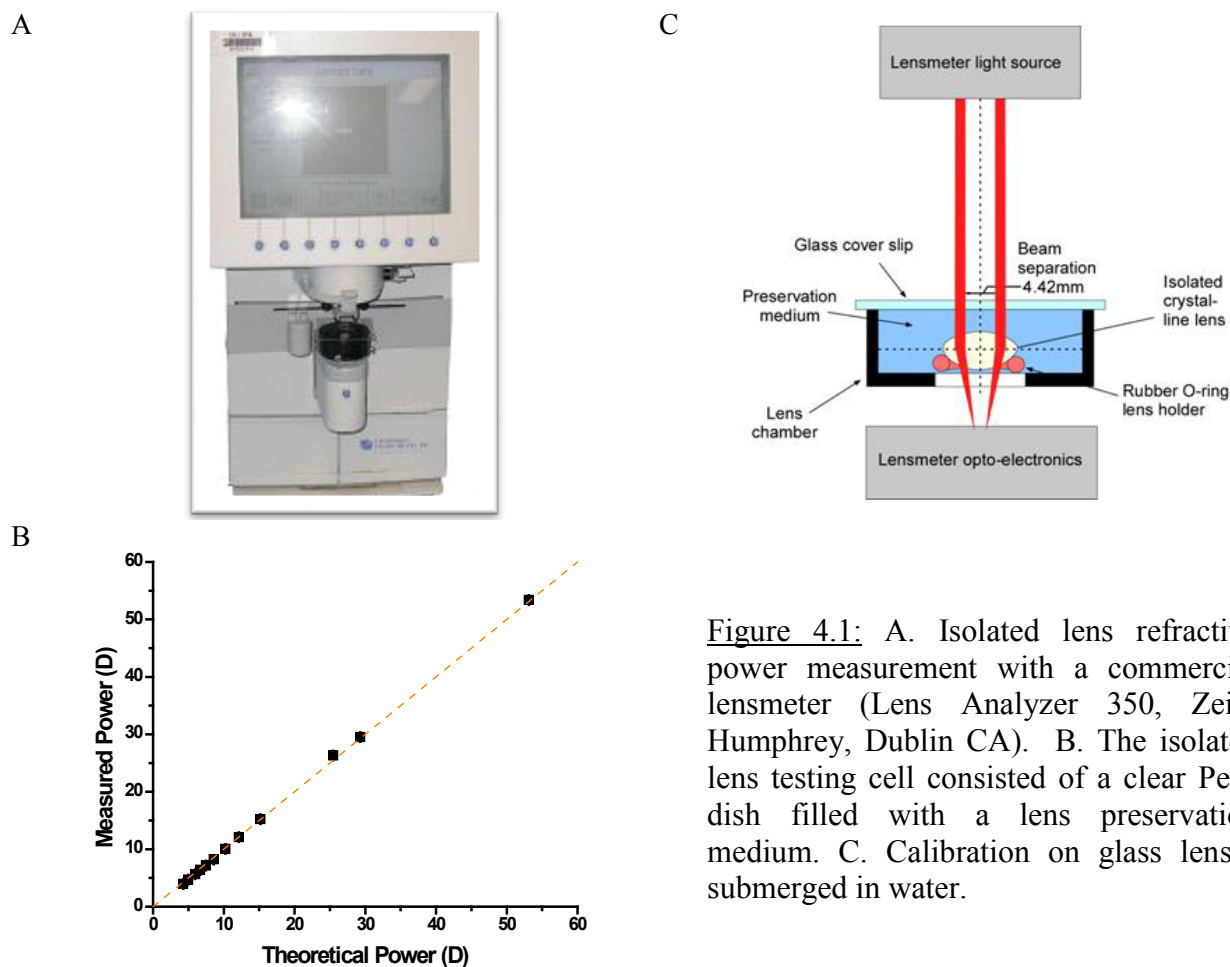 A
C
Lensmeter light source
Glass cover slip
Beam
separation
4.42mm
Isolated
crystal-
line lens
Preservation
medium
Lens
chamber
Rubber O-ring
lens holder
Lensmeter opto-electronics
B
60
50
40
30
20
10
0
Measured Power (D)
0 10 20 30 40 50 60
Theoretical Power (D)
Figure 4.1: A. Isolated lens refracti
power measurement with a commerci
lensmeter (Lens Analyzer 350, Zei
Humphrey, Dublin CA). B. The isolat
lens testing cell consisted of a clear Pe
dish filled with a lens preservatio
medium. C. Calibration on glass lens
submerged in water.